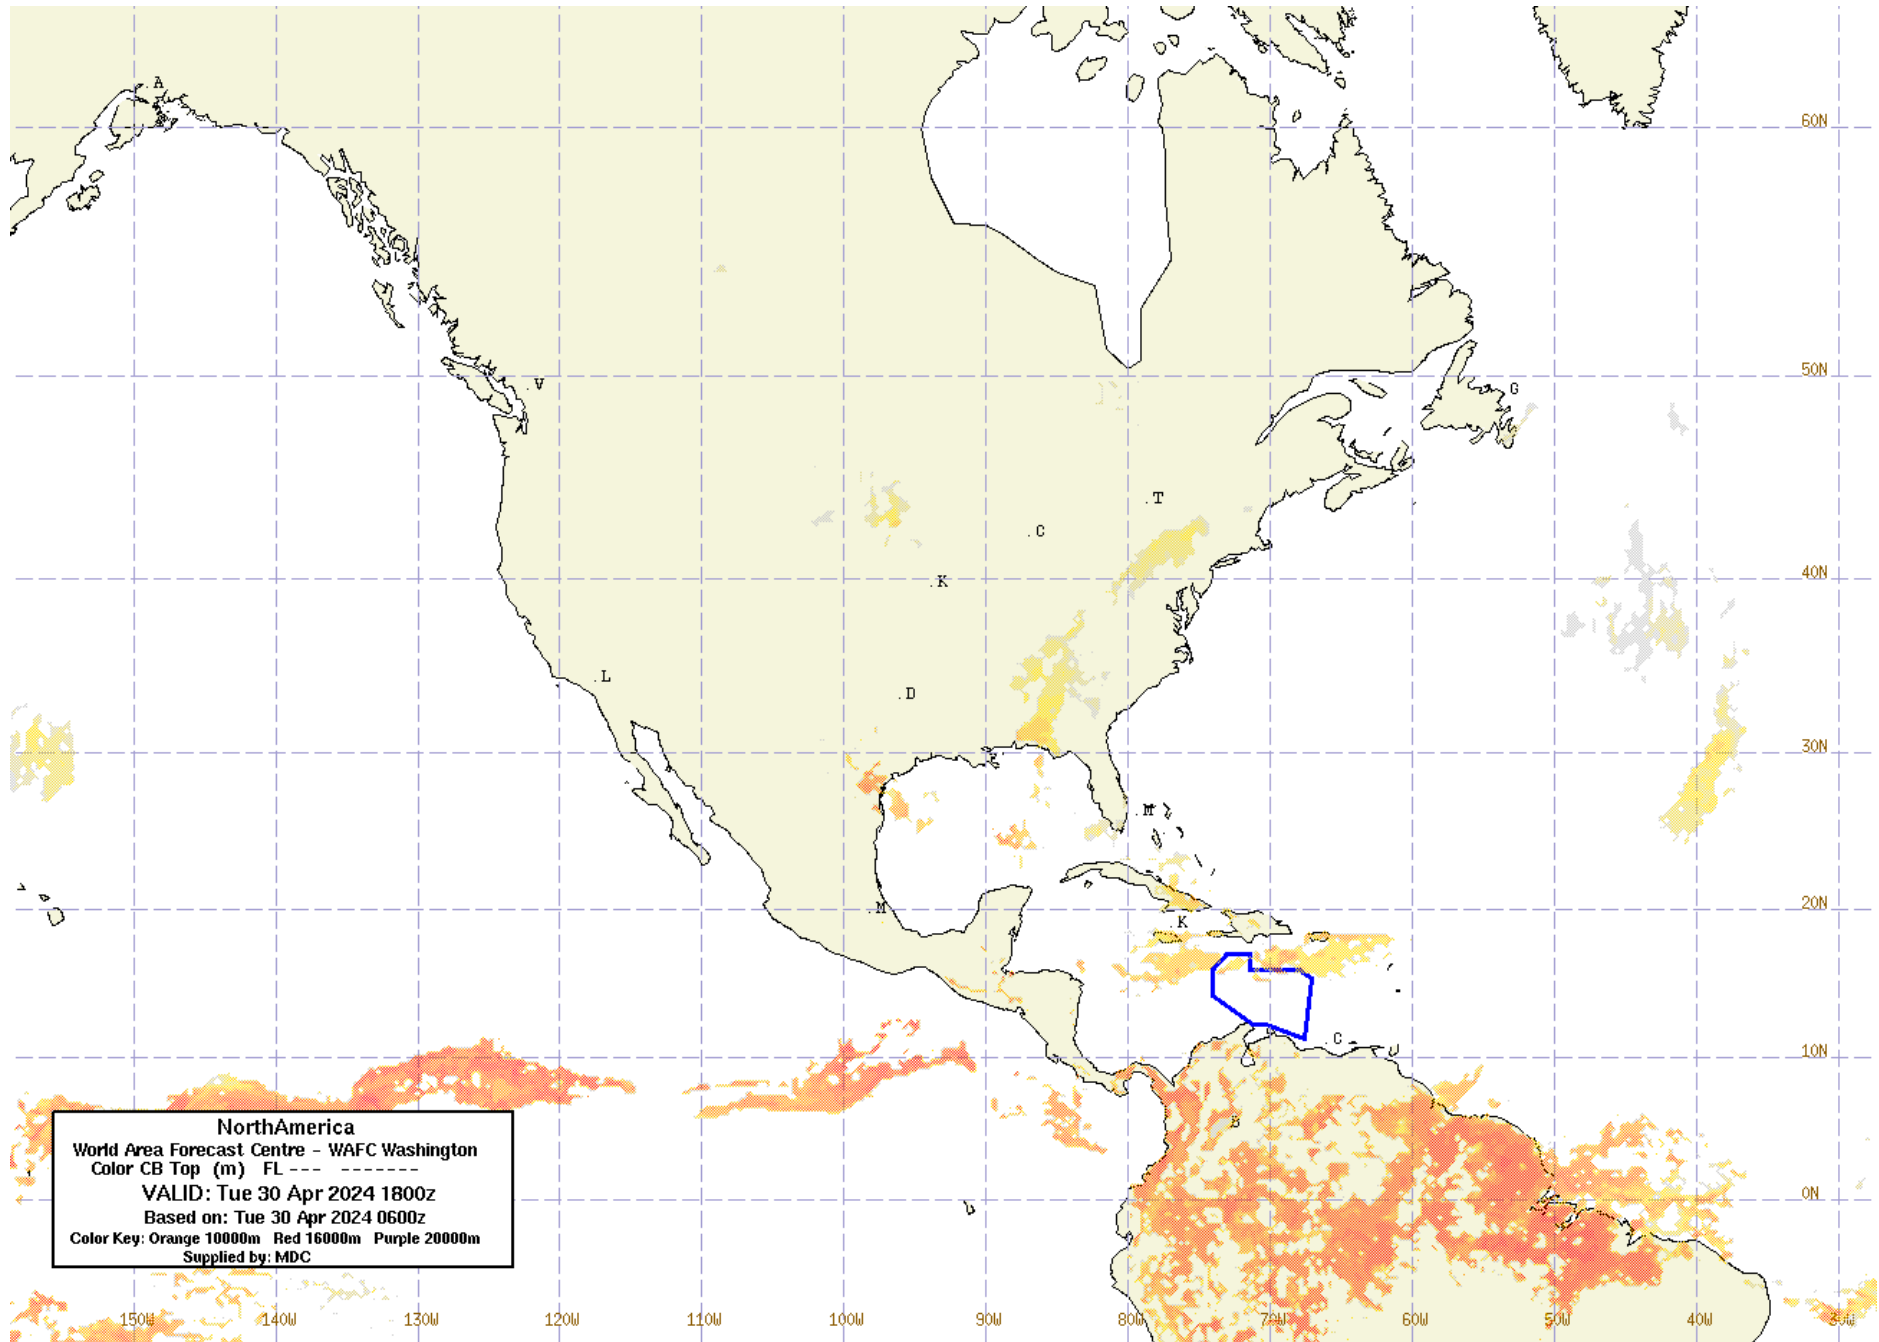 A
60N
50N
V
G
T
C
K
40N
L
D
30N
M
K
M
20N
C
10N
B
0N
NorthAmerica
World Area Forecast Centre - WAFC Washington
Color CB Top (m) FL --- -------
VALID: Tue 30 Apr 2024 1800z
Based on: Tue 30 Apr 2024 0600z
Color Key: Orange 10000m Red 16000m Purple 20000m
Supplied by: MDC
150W 140W 130W 120W 110W 100W 90W 80W 60W 50W 40W 30W